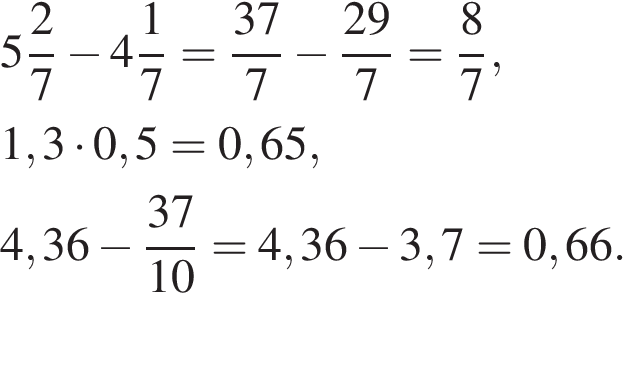 5 2/7 − 4 1/7 = 37/7 − 29/7 = 8/7,
1,3 · 0,5 = 0,65,
4,36 − 37/10 = 4,36 − 3,7 = 0,66.